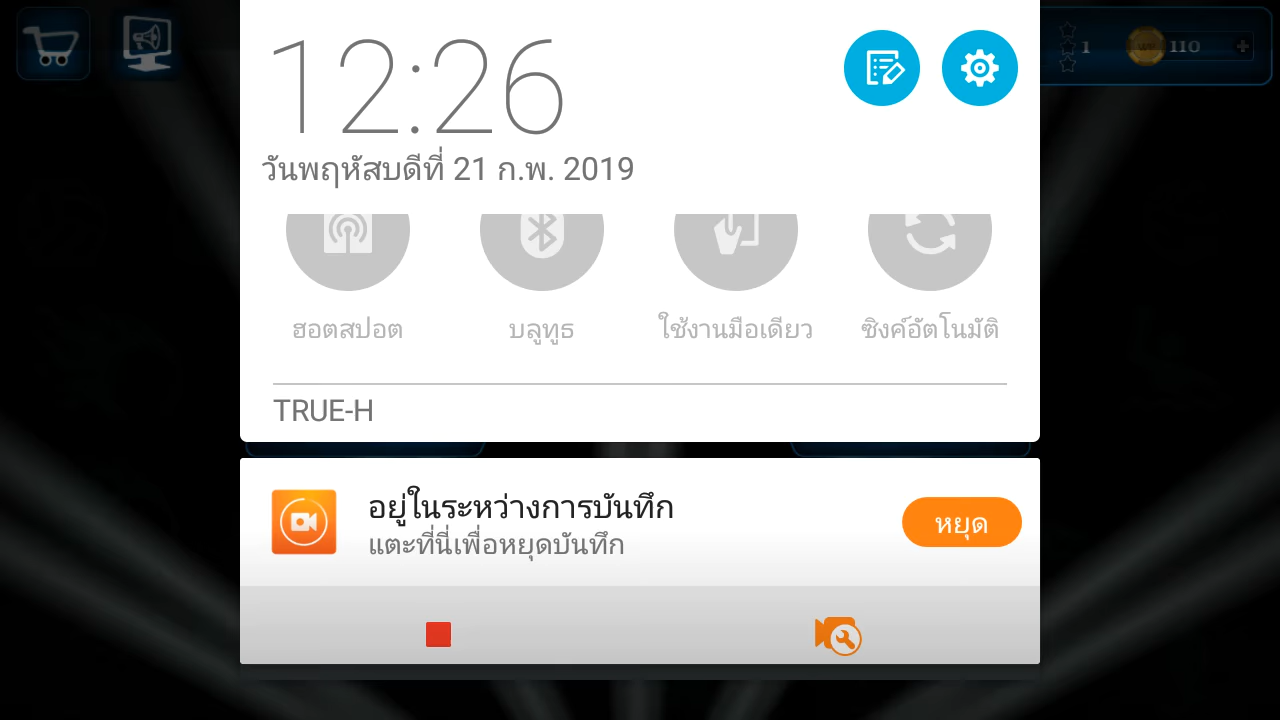 12:26
วันพฤหัสบดีที่ 21 ก.พ. 2019
1
110
ฮอตสปอต
บลูทูธ
ใช้งานมือเดียว
ซิงค์อัตโนมัติ
TRUE-H
อยู่ในระหว่างการบันทึก
แตะที่นี่เพื่อหยุดบันทึก
หยุด